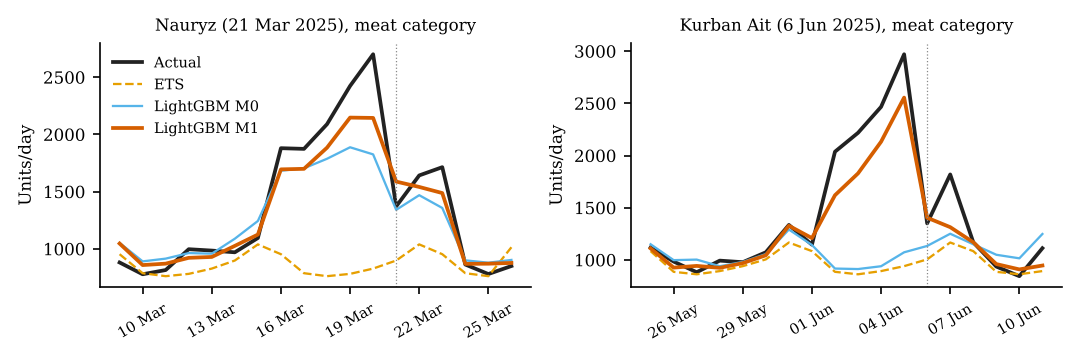 Nauryz (21 Mar 2025), meat category
Actual
ETS
LightGBM M0
LightGBM M1
Units/day
2500
2000
1500
1000
10 Mar
13 Mar
16 Mar
19 Mar
22 Mar
25 Mar
Kurban Ait (6 Jun 2025), meat category
Units/day
3000
2500
2000
1500
1000
26 May
29 May
01 Jun
04 Jun
07 Jun
10 Jun